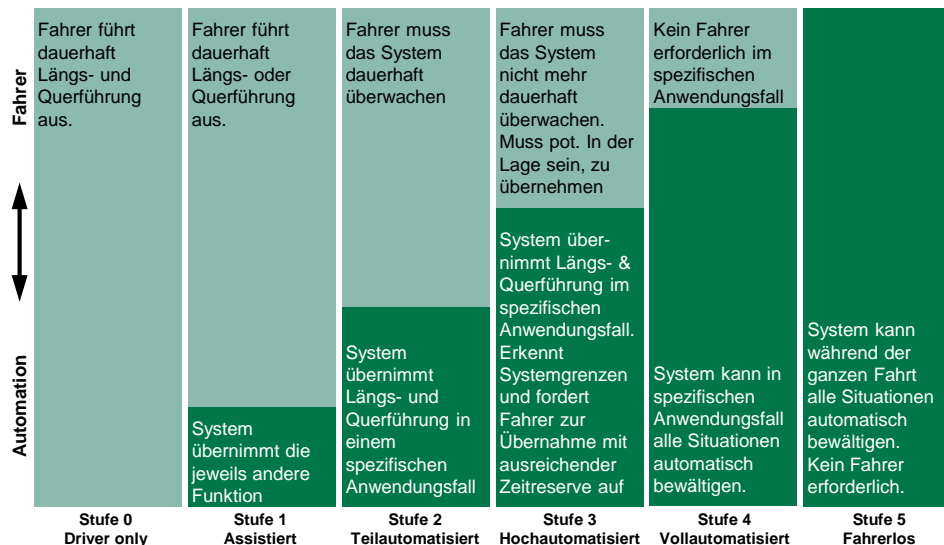 Fahrer
Automation
Fahrer führt
dauerhaft
Längs- und
Querführung
aus.
Stufe 0
Driver only
Fahrer führt
dauerhaft
Längs- oder
Querführung
aus.
System
übernimmt die
jeweils andere
Funktion
Stufe 1
Assistiert
Fahrer muss
das System
dauerhaft
überwachen
System
übernimmt
Längs- und
Querführung in
einem
spezifischen
Anwendungsfall
Stufe 2
Teilautomatisiert
Fahrer muss
das System
nicht mehr
dauerhaft
überwachen.
Muss pot. In der
Lage sein, zu
übernehmen
System über-
nimmt Längs- &
Querführung im
spezifischen
Anwendungsfall.
Erkennt
Systemgrenzen
und fordert
Fahrer zur
Übernahme mit
ausreichender
Zeitreserve auf
Stufe 3
Hochautomatisiert
Kein Fahrer
erforderlich im
spezifischen
Anwendungsfall
System kann in
spezifischen
Anwendungsfall
alle Situationen
automatisch
bewältigen.
Stufe 4
Vollautomatisiert
System kann
während der
ganzen Fahrt
alle Situationen
automatisch
bewältigen.
Kein Fahrer
erforderlich.
Stufe 5
Fahrerlos